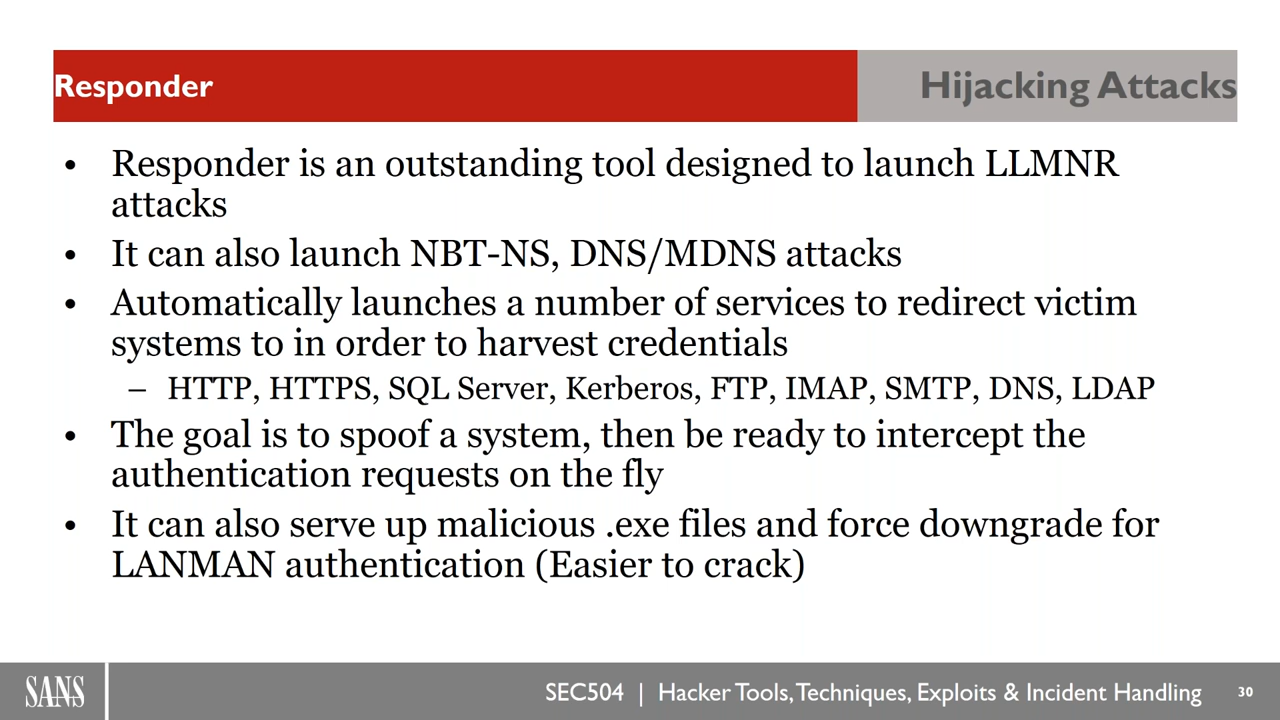 Responder
Hijacking Attacks
• Responder is an outstanding tool designed to launch LLMNR
attacks
• It can also launch NBT-NS, DNS/MDNS attacks
• Automatically launches a number of services to redirect victim
systems to in order to harvest credentials
– HTTP, HTTPS, SQL Server, Kerberos, FTP, IMAP, SMTP, DNS, LDAP
• The goal is to spoof a system, then be ready to intercept the
authentication requests on the fly
• It can also serve up malicious .exe files and force downgrade for
LANMAN authentication (Easier to crack)
SANS
SEC504 | Hacker Tools, Techniques, Exploits & Incident Handling
30